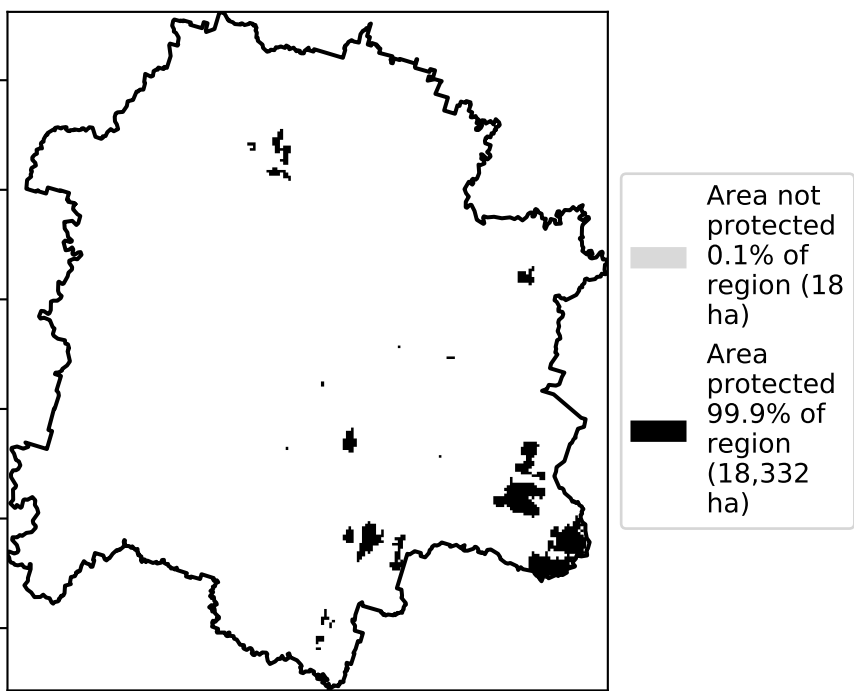 Area not
protected
0.1% of
region (18
ha)
Area
protected
99.9% of
region
(18,332
ha)